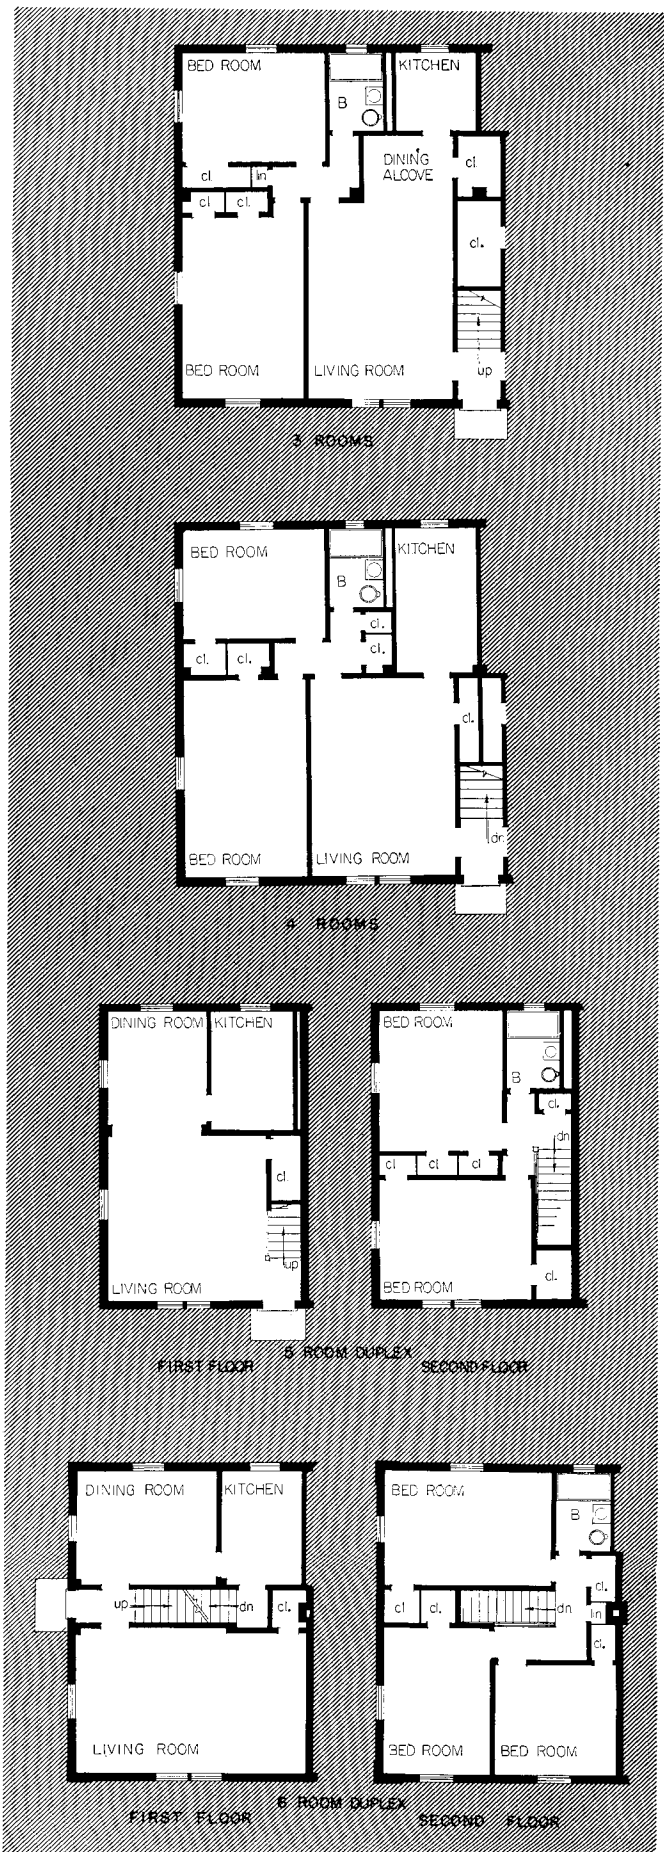 BED ROOM
B
KITCHEN
DINING
ALCOVE
cl.
cl.
lin
cl.
cl.
cl.
BED ROOM
LIVING ROOM
up
3 ROOMS
BED ROOM
B
KITCHEN
cl.
cl.
cl.
cl.
cl.
BED ROOM
LIVING ROOM
dn
4 ROOMS
DINING ROOM
KITCHEN
cl.
up
LIVING ROOM
BED ROOM
B
cl.
dn
cl
cl.
cl.
BED ROOM
cl.
5 ROOM DUPLEX
FIRST FLOOR
SECOND FLOOR
DINING ROOM
KITCHEN
up
dn
cl.
LIVING ROOM
BED ROOM
B
cl.
cl
cl.
dn
lin
cl.
BED ROOM
BED ROOM
6 ROOM DUPLEX
FIRST FLOOR
SECOND FLOOR